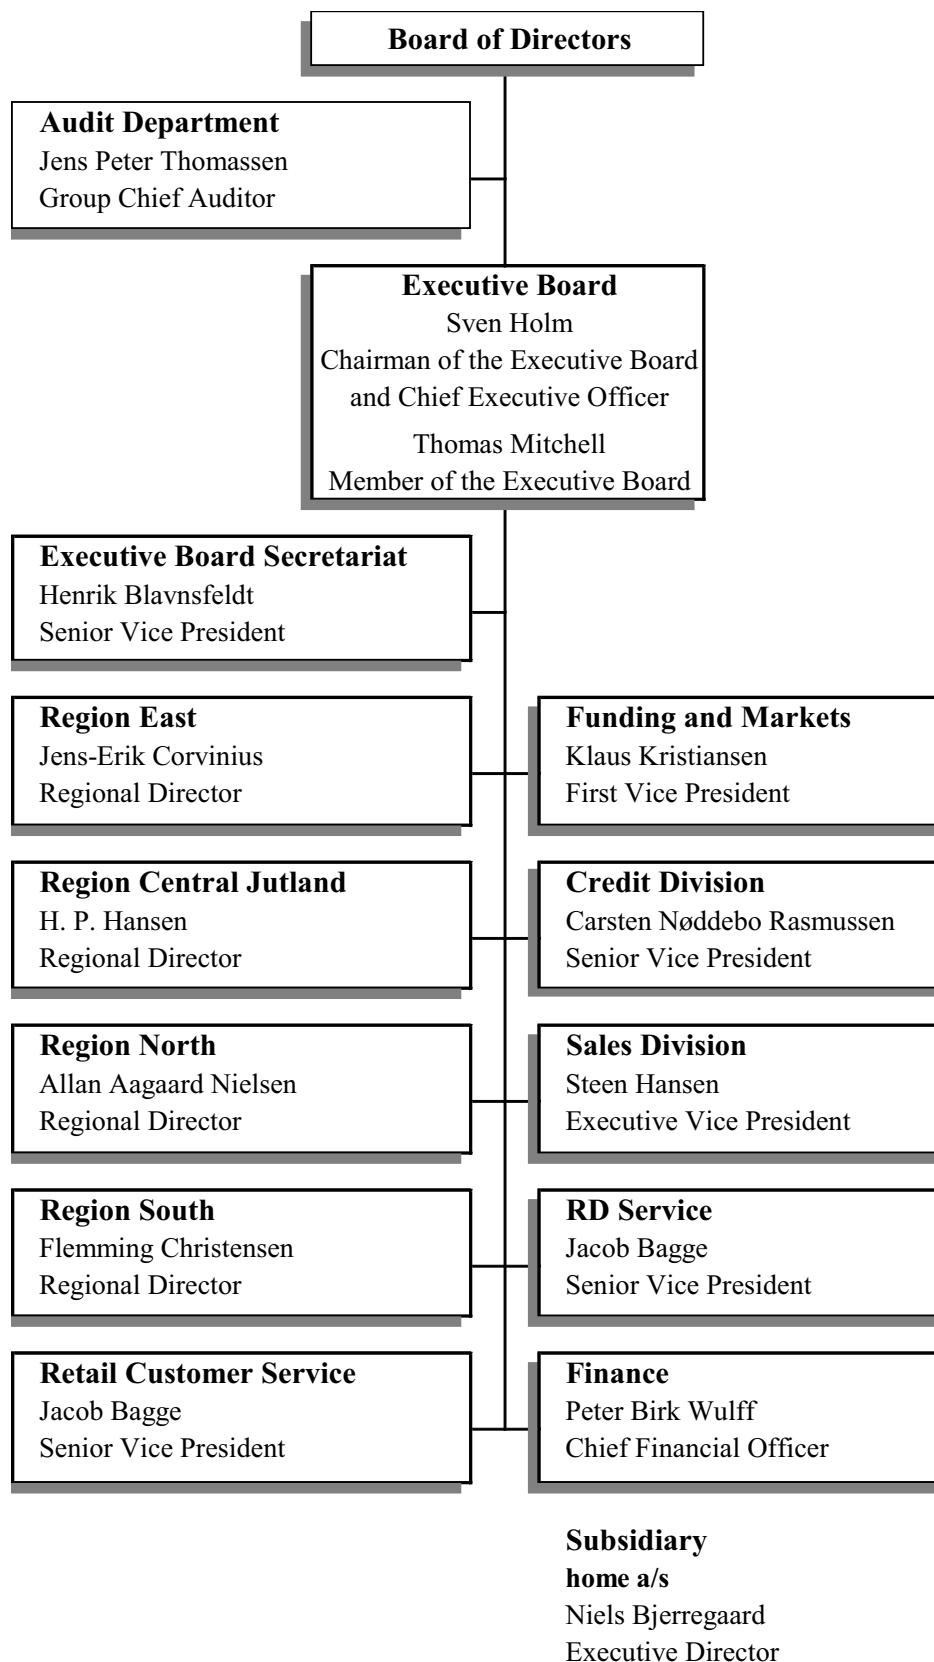 Board of Directors
Audit Department
Jens Peter Thomassen
Group Chief Auditor
Executive Board
Sven Holm
Chairman of the Executive Board
and Chief Executive Officer
Thomas Mitchell
Member of the Executive Board
Executive Board Secretariat
Henrik Blavnsfeldt
Senior Vice President
Region East
Jens-Erik Corvinius
Regional Director
Funding and Markets
Klaus Kristiansen
First Vice President
Region Central Jutland
H. P. Hansen
Regional Director
Credit Division
Carsten Nøddebo Rasmussen
Senior Vice President
Region North
Allan Aagaard Nielsen
Regional Director
Sales Division
Steen Hansen
Executive Vice President
Region South
Flemming Christensen
Regional Director
RD Service
Jacob Bagge
Senior Vice President
Retail Customer Service
Jacob Bagge
Senior Vice President
Finance
Peter Birk Wulff
Chief Financial Officer
Subsidiary
home a/s
Niels Bjerregaard
Executive Director